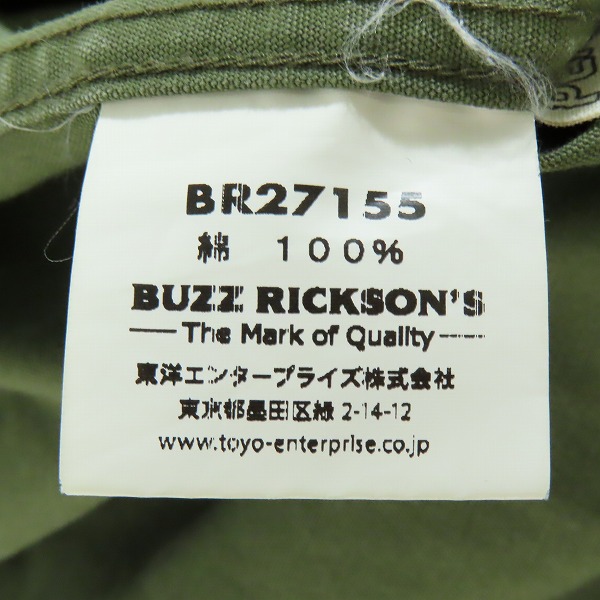 BR27155
綿 100%
BUZZ RICKSON'S
The Mark of Quality
東洋エンタープライズ株式会社
東京都墨田区緑 2-14-12
www.toyo-enterprise.co.jp